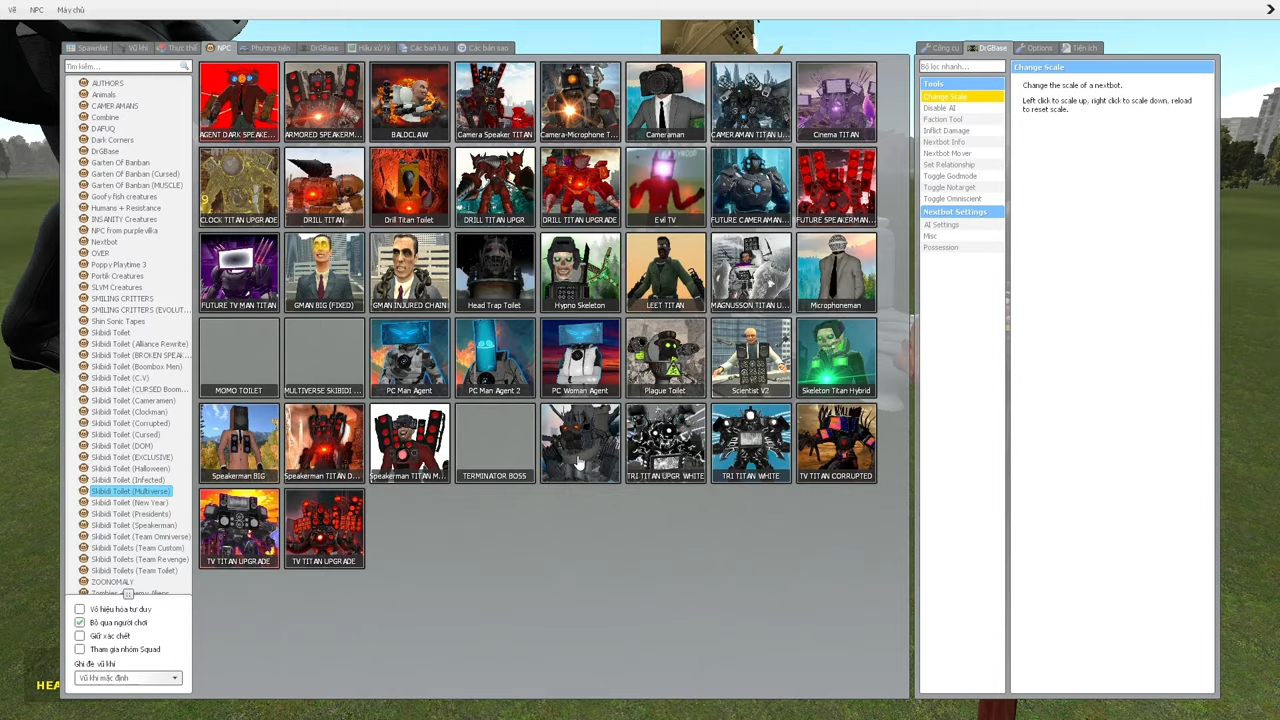 Vẽ NPC Máy chủ
Spawnlist Vũ khí Thực thể NPC Phương tiện DrGBase Hậu xử lý Các bản lưu Các bản sao
Công cụ DrGBase Options Tiện ích
Tìm kiếm...
AUTHORS
Animals
CAMERAMANS
Combine
DAFUQ
Dark Corners
DrGBase
Garten Of Banban
Garten Of Banban (Cursed)
Garten Of Banban (MUSCLE)
Goofy fish creatures
Humans + Resistance
INSANITY Creatures
NPC from purplevilka
Nextbot
OVER
Poppy Playtime 3
Portik Creatures
SLVM Creatures
SMILING CRITTERS
SMILING CRITTERS (EVOLUT...
Shin Sonic Tapes
Skibidi Toilet
Skibidi Toilet (Alliance Rewrite)
Skibidi Toilet (BROKEN SPEAK...
Skibidi Toilet (Boombox Men)
Skibidi Toilet (C.V)
Skibidi Toilet (CURSED Boom...
Skibidi Toilet (Cameramen)
Skibidi Toilet (Clockman)
Skibidi Toilet (Corrupted)
Skibidi Toilet (Cursed)
Skibidi Toilet (DOM)
Skibidi Toilet (EXCLUSIVE)
Skibidi Toilet (Halloween)
Skibidi Toilet (Infected)
Skibidi Toilet (Multiverse)
Skibidi Toilet (New Year)
Skibidi Toilet (Presidents)
Skibidi Toilet (Speakerman)
Skibidi Toilet (Team Omniverse)
Skibidi Toilets (Team Custom)
Skibidi Toilets (Team Revenge)
Skibidi Toilets (Team Toilet)
ZOONOMALY
Vô hiệu hóa tư duy
Bỏ qua người chơi
Giữ xác chết
Tham gia nhóm Squad
Ghi đè vũ khí
Vũ khí mặc định
HEA
AGENT DARK SPEAKE... ARMORED SPEAKERM... BALDCLAW Camera Speaker TITAN Camera-Microphone T... Cameraman CAMERAMAN TITAN U... Cinema TITAN
CLOCK TITAN UPGRADE DRILL TITAN Drill Titan Toilet DRILL TITAN UPGR DRILL TITAN UPGRADE Evil TV FUTURE CAMERAMAN... FUTURE SPEAKERMAN...
FUTURE TV MAN TITAN GMAN BIG (FIXED) GMAN INJURED CHAIN Head Trap Toilet Hypno Skeleton LEET TITAN MAGNUSSON TITAN U... Microphoneman
MOMO TOILET MULTIVERSE SKIBIDI ... PC Man Agent PC Man Agent 2 PC Woman Agent Plague Toilet Scientist V2 Skeleton Titan Hybrid
Speakerman BIG Speakerman TITAN D... Speakerman TITAN M... TERMINATOR BOSS TRI TITAN UPGR WHITE TRI TITAN WHITE TV TITAN CORRUPTED
TV TITAN UPGRADE TV TITAN UPGRADE
Bộ lọc nhanh...
Tools
Change Scale
Disable AI
Faction Tool
Inflict Damage
Nextbot Info
Nextbot Mover
Set Relationship
Toggle Godmode
Toggle Notarget
Toggle Omniscient
Nextbot Settings
AI Settings
Misc
Possession
Change Scale
Change the scale of a nextbot.
Left click to scale up, right click to scale down, reload
to reset scale.